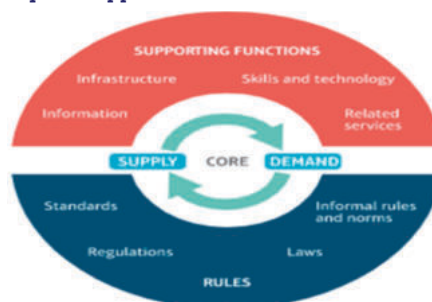 SUPPORTING FUNCTIONS
Infrastructure
Skills and technology
Information
Related
services
SUPPLY
CORE
DEMAND
Standards
Informal rules
and norms
Regulations
Laws
RULES